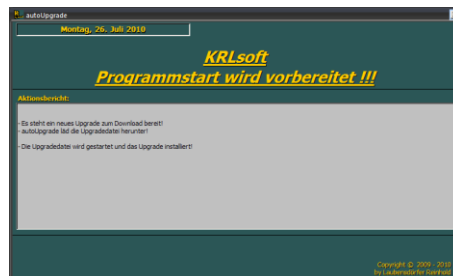 autoUpgrade
Montag, 26. Juli 2010
KRLsoft
Programmstart wird vorbereitet !!!
Aktionsbericht:
- Es steht ein neues Upgrade zum Download bereit!
- autoUpgrade läd die Upgradedatei herunter!
- Die Upgradedatei wird gestartet und das Upgrade installiert!
Copyright © 2009 - 2010
by Laubersdörfer Reinhold